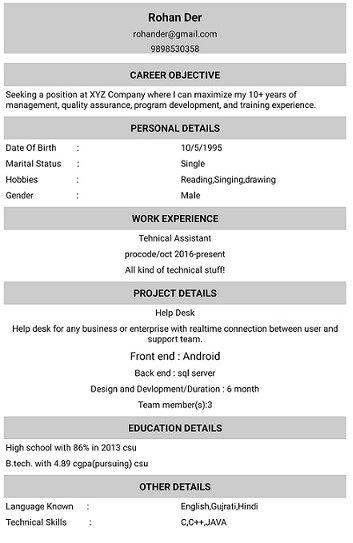 Rohan Der
rohander@gmail.com
9898530358
CAREER OBJECTIVE
Seeking a position at XYZ Company where I can maximize my 10+ years of
management, quality assurance, program development, and training experience.
PERSONAL DETAILS
Date Of Birth : 10/5/1995
Marital Status : Single
Hobbies : Reading,Singing,drawing
Gender : Male
WORK EXPERIENCE
Tehnical Assistant
procode/oct 2016-present
All kind of technical stuff!
PROJECT DETAILS
Help Desk
Help desk for any business or enterprise with realtime connection between user and
support team.
Front end : Android
Back end : sql server
Design and Devlopment/Duration : 6 month
Team member(s):3
EDUCATION DETAILS
High school with 86% in 2013 csu
B.tech. with 4.89 cgpa(pursuing) csu
OTHER DETAILS
Language Known : English,Gujrati,Hindi
Technical Skills : C,C++,JAVA